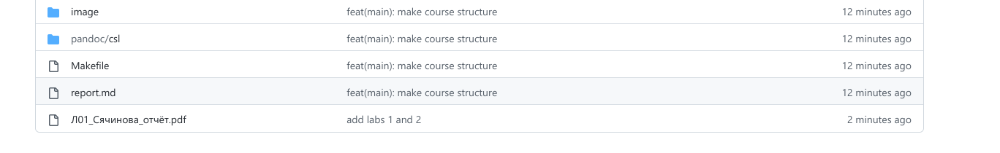 image feat(main): make course structure 12 minutes ago
pandoc/csl feat(main): make course structure 12 minutes ago
Makefile feat(main): make course structure 12 minutes ago
report.md feat(main): make course structure 12 minutes ago
Л01_Сячинова_отчёт.pdf add labs 1 and 2 2 minutes ago